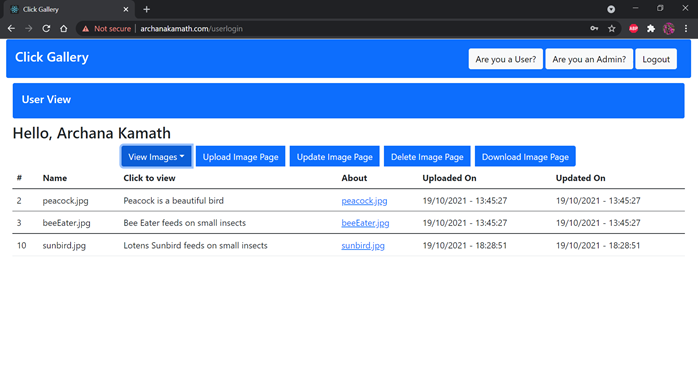 Click Gallery
Not secure | archanakamath.com/userlogin
ABP
Click Gallery
Are you a User? Are you an Admin? Logout
User View
Hello, Archana Kamath
View Images Upload Image Page Update Image Page Delete Image Page Download Image Page
# Name Click to view About Uploaded On Updated On
2 peacock.jpg Peacock is a beautiful bird peacock.jpg 19/10/2021 - 13:45:27 19/10/2021 - 13:45:27
3 beeEater.jpg Bee Eater feeds on small insects beeEater.jpg 19/10/2021 - 13:45:27 19/10/2021 - 13:45:27
10 sunbird.jpg Lotens Sunbird feeds on small insects sunbird.jpg 19/10/2021 - 18:28:51 19/10/2021 - 18:28:51